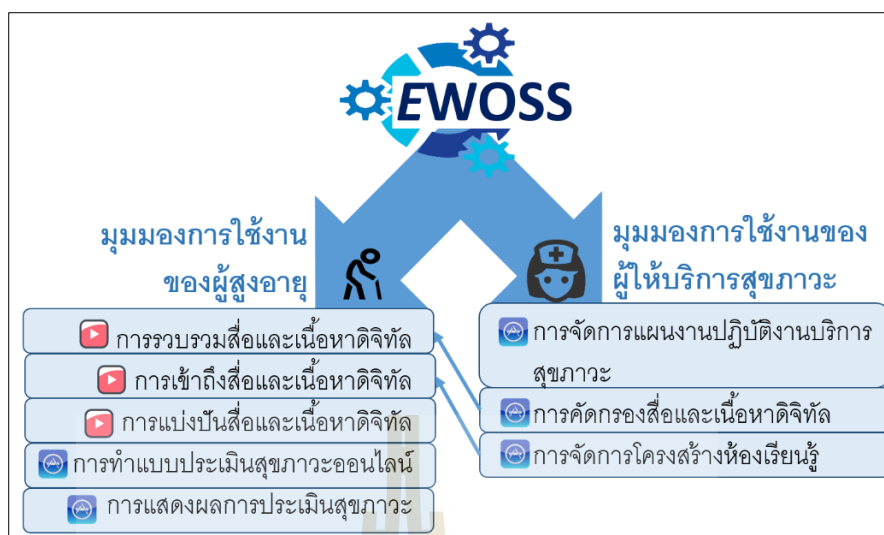 EWOSS
มุมมองการใช้งาน
ของผู้สูงอายุ
การรวบรวมสื่อและเนื้อหาดิจิทัล
การเข้าถึงสื่อและเนื้อหาดิจิทัล
การแบ่งปันสื่อและเนื้อหาดิจิทัล
การทำแบบประเมินสุขภาวะออนไลน์
การแสดงผลการประเมินสุขภาวะ
มุมมองการใช้งานของ
ผู้ให้บริการสุขภาวะ
การจัดการแผนงานปฏิบัติงานบริการ
สุขภาวะ
การคัดกรองสื่อและเนื้อหาดิจิทัล
การจัดการโครงสร้างห้องเรียนรู้